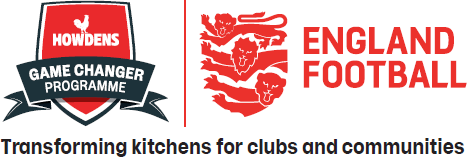 HOWDENS
GAME CHANGER
PROGRAMME
ENGLAND
FOOTBALL
Transforming kitchens for clubs and communities